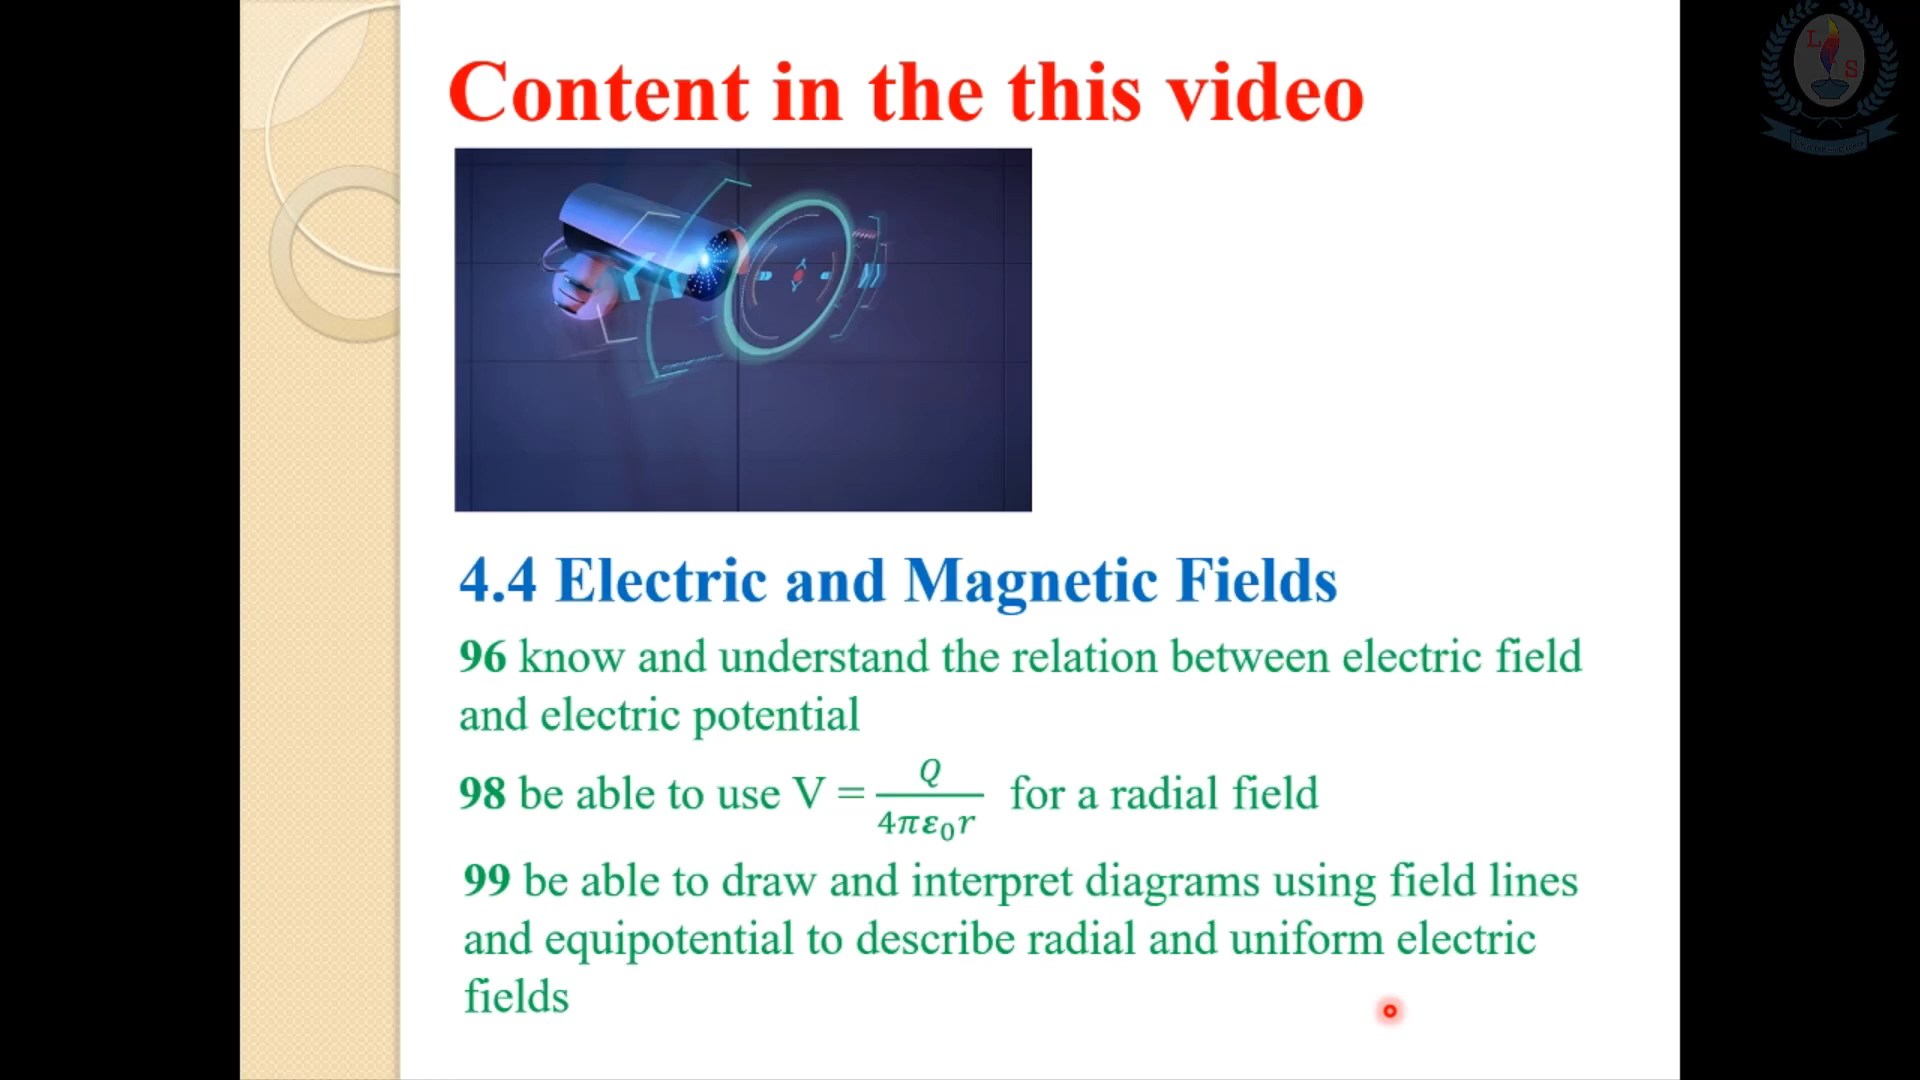 Content in the this video
4.4 Electric and Magnetic Fields
96 know and understand the relation between electric field
and electric potential
98 be able to use V = Q/4πε₀r for a radial field
99 be able to draw and interpret diagrams using field lines
and equipotential to describe radial and uniform electric
fields
L
S